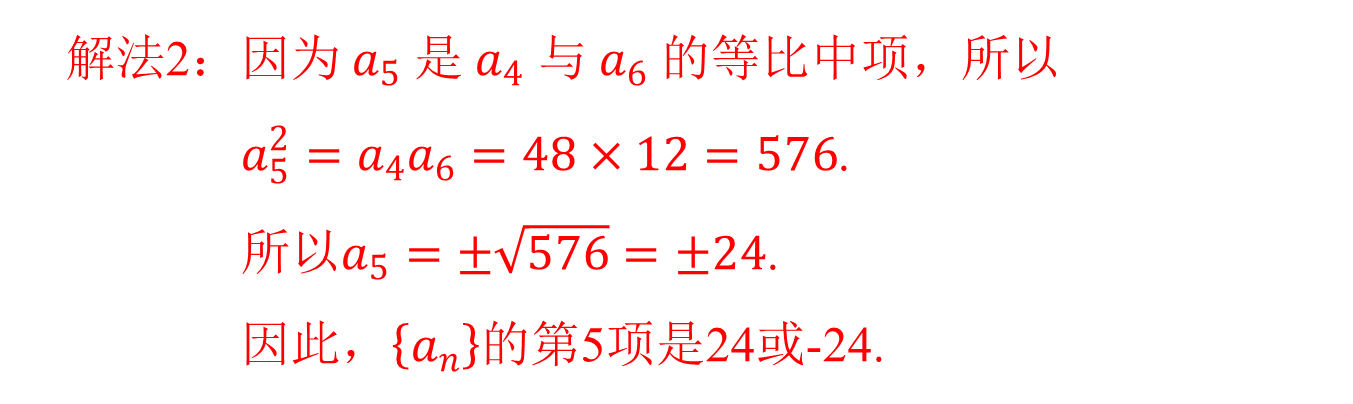 解法2：因为 a₅ 是 a₄ 与 a₆ 的等比中项，所以
a₅² = a₄a₆ = 48 × 12 = 576.
所以a₅ = ±√576 = ±24.
因此，{aₙ}的第5项是24或-24.